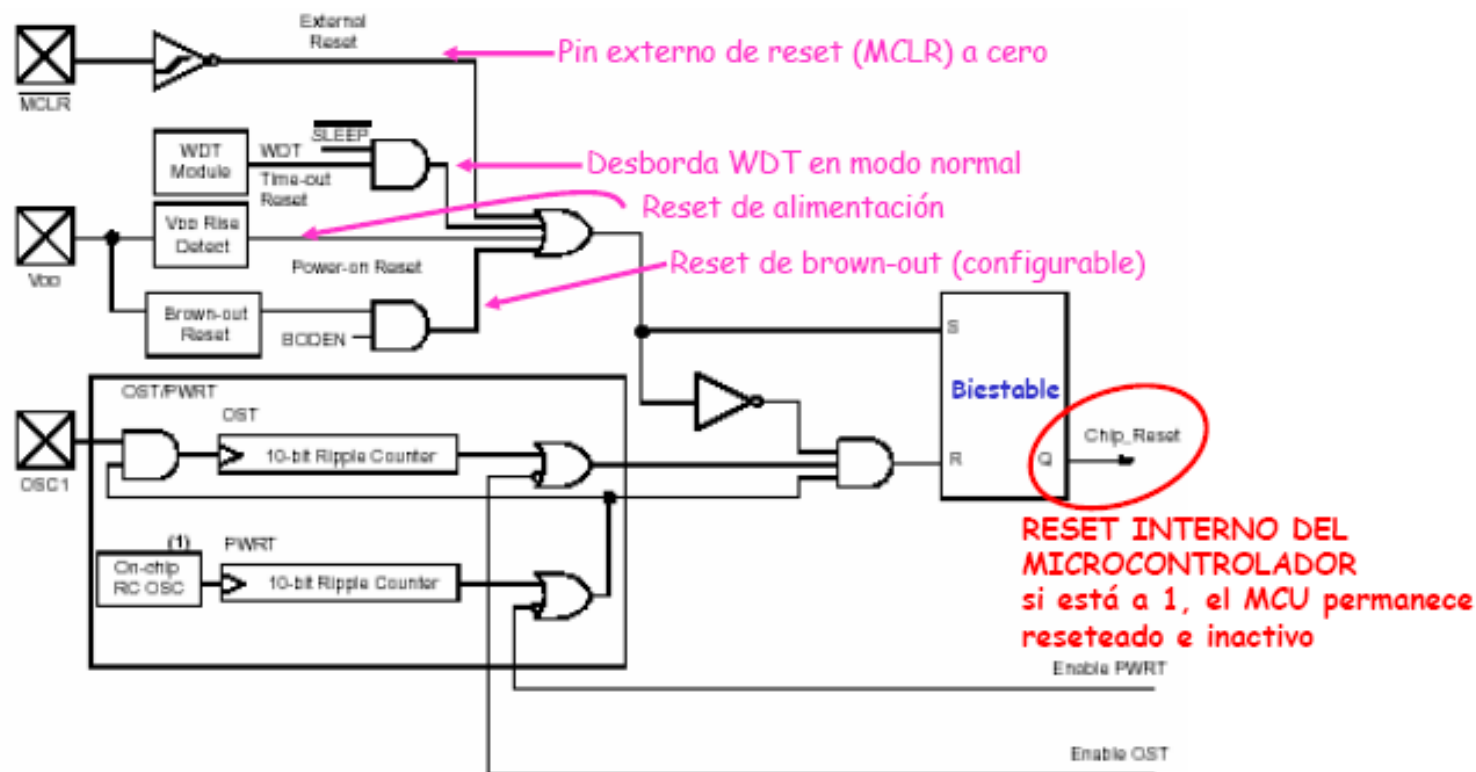 External
Reset
Pin externo de reset (MCLR) a cero
MCLR
SLEEP
WDT
Module
WDT
Time-out
Reset
Desborda WDT en modo normal
Reset de alimentación
VDD Rise
Detect
VDD
Power-on Reset
Reset de brown-out (configurable)
Brown-out
Reset
BODEN
S
Biestable
OST/PWRT
OST
10-bit Ripple Counter
OSC1
Chip_Reset
R
Q
(1)
PWRT
On-chip
RC OSC
10-bit Ripple Counter
RESET INTERNO DEL
MICROCONTROLADOR
si está a 1, el MCU permanece
reseteado e inactivo
Enable PWRT
Enable OST